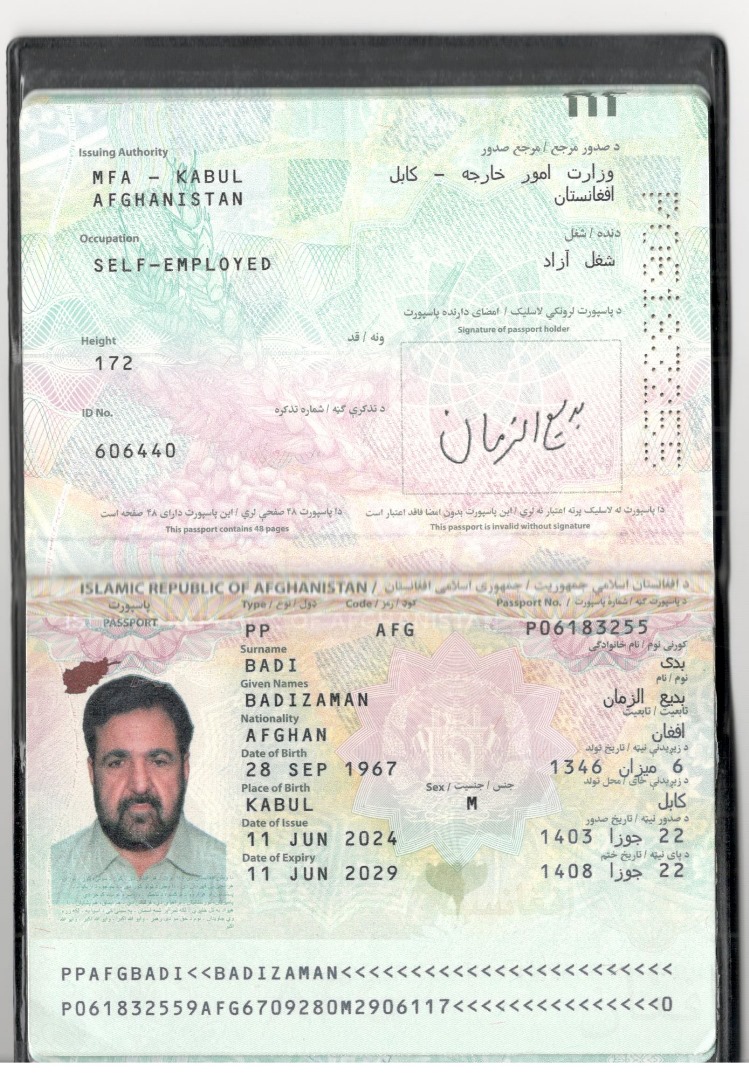 Issuing Authority
د صدور مرجع / مرجع صدور
MFA – KABUL
وزارت امور خارجه – کابل
AFGHANISTAN
افغانستان
Occupation
دنده / شغل
SELF-EMPLOYED
شغل آزاد
د پاسپورت لرونکي لاسلیک / امضای دارنده پاسپورت
Signature of passport holder
Height
ونه / قد
172
ID No.
د تذکرې ګڼه / شماره تذکره
بدیع الزمان
606440
دا پاسپورت ۴۸ صفحې لري / این پاسپورت دارای ۴۸ صفحه است
This passport contains 48 pages
دا پاسپورت له لاسلیک پرته اعتبار نه لري / این پاسپورت بدون امضا فاقد اعتبار است
This passport is invalid without signature
ISLAMIC REPUBLIC OF AFGHANISTAN / د افغانستان اسلامي جمهوریت / جمهوری اسلامی افغانستان
پاسپورت
PASSPORT
Type / ډول / نوع
Code / کود / رمز
Passport No. / د پاسپورت ګڼه / شمارهٔ پاسپورت
PP
AFG
P06183255
Surname
کورنی نوم / نام خانوادگی
BADI
بدی
Given Names
نوم / نام
BADIZAMAN
بدیع الزمان
Nationality
تابعیت / تابعیت
AFGHAN
افغان
Date of Birth
د زیږېدنې نېټه / تاریخ تولد
28 SEP 1967
6 میزان 1346
Place of Birth
Sex / جنس / جنسیت
د زیږېدنې ځای / محل تولد
KABUL
M
کابل
Date of Issue
د صدور نېټه / تاریخ صدور
11 JUN 2024
22 جوزا 1403
Date of Expiry
د پای نېټه / تاریخ ختم
11 JUN 2029
22 جوزا 1408
PPAFGBADI<<BADIZAMAN<<<<<<<<<<<<<<<<<<<<<<<<
P061832559AFG6709280M2906117<<<<<<<<<<<<<<<0